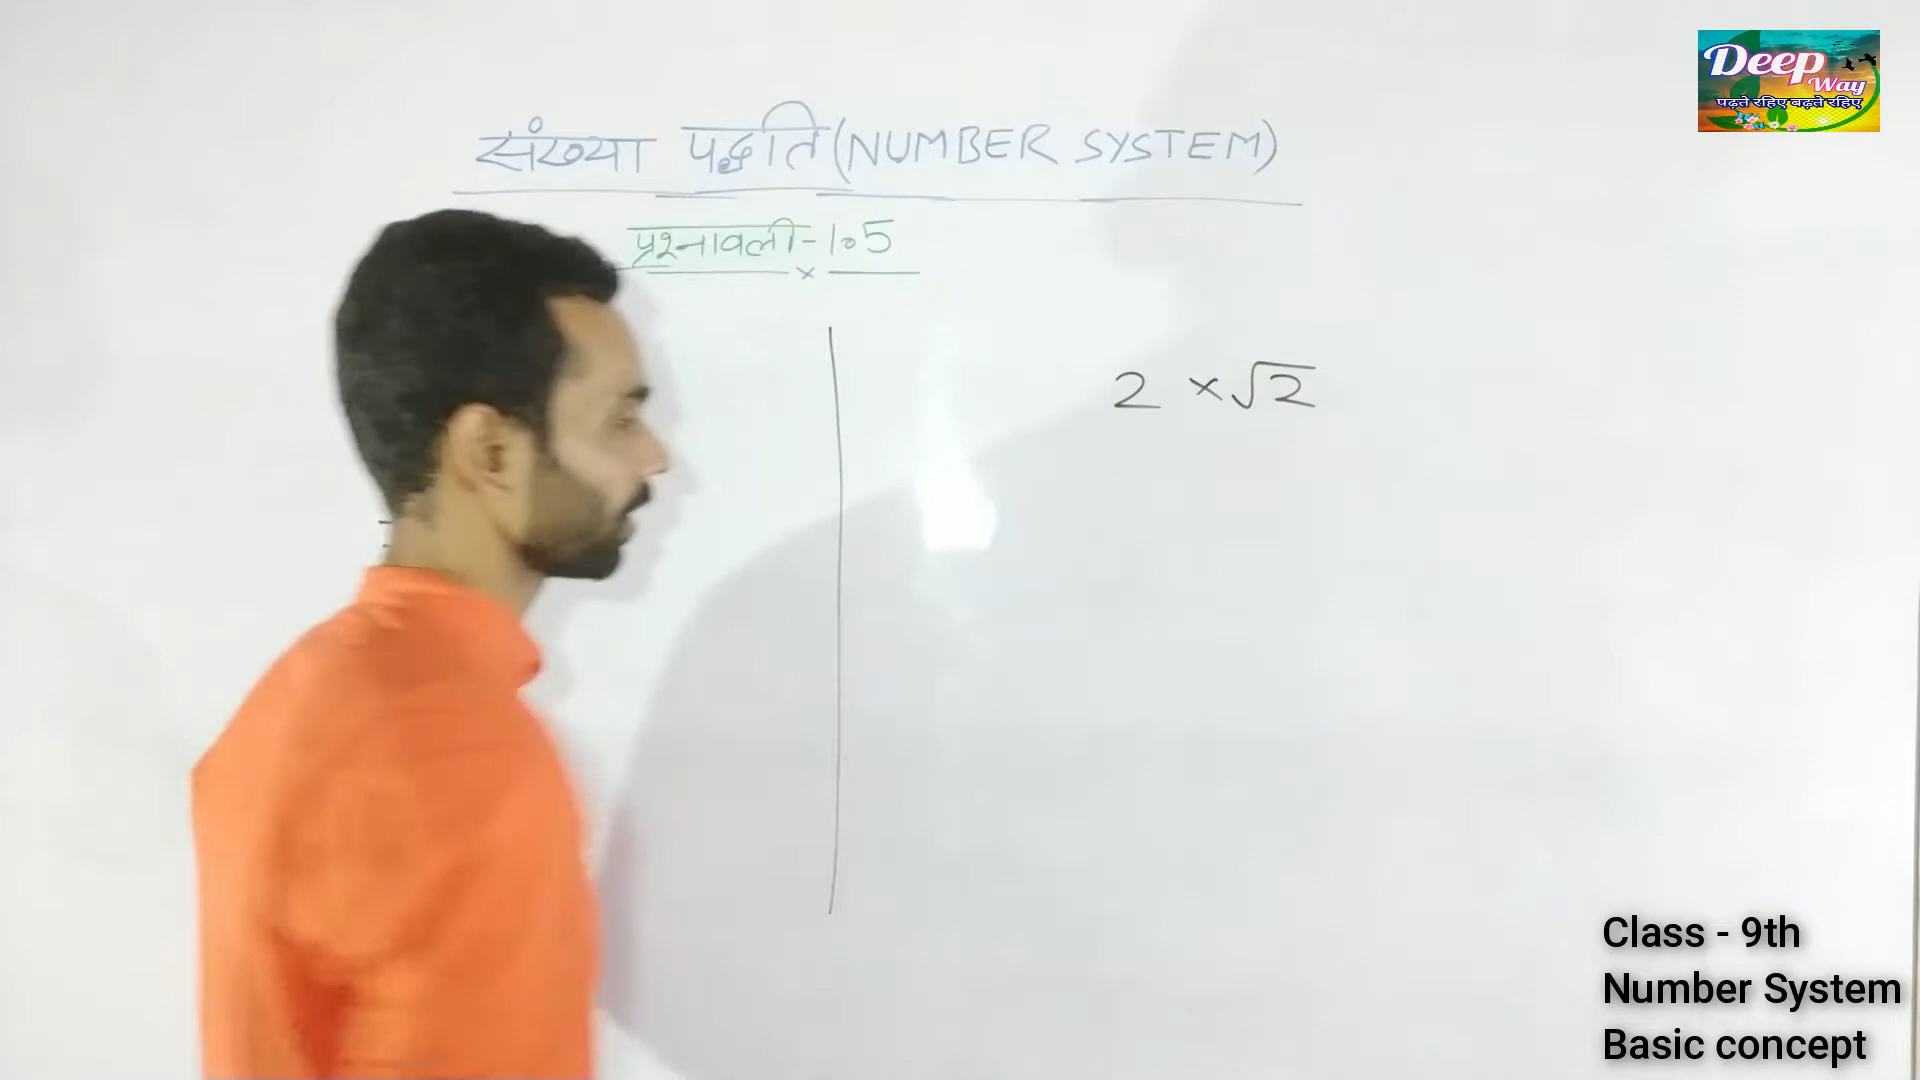 Deep
Way
पढ़ते रहिए बढ़ते रहिए
संख्या पद्धति (NUMBER SYSTEM)
प्रश्नावली-1.5
2 ×√2
Class - 9th
Number System
Basic concept